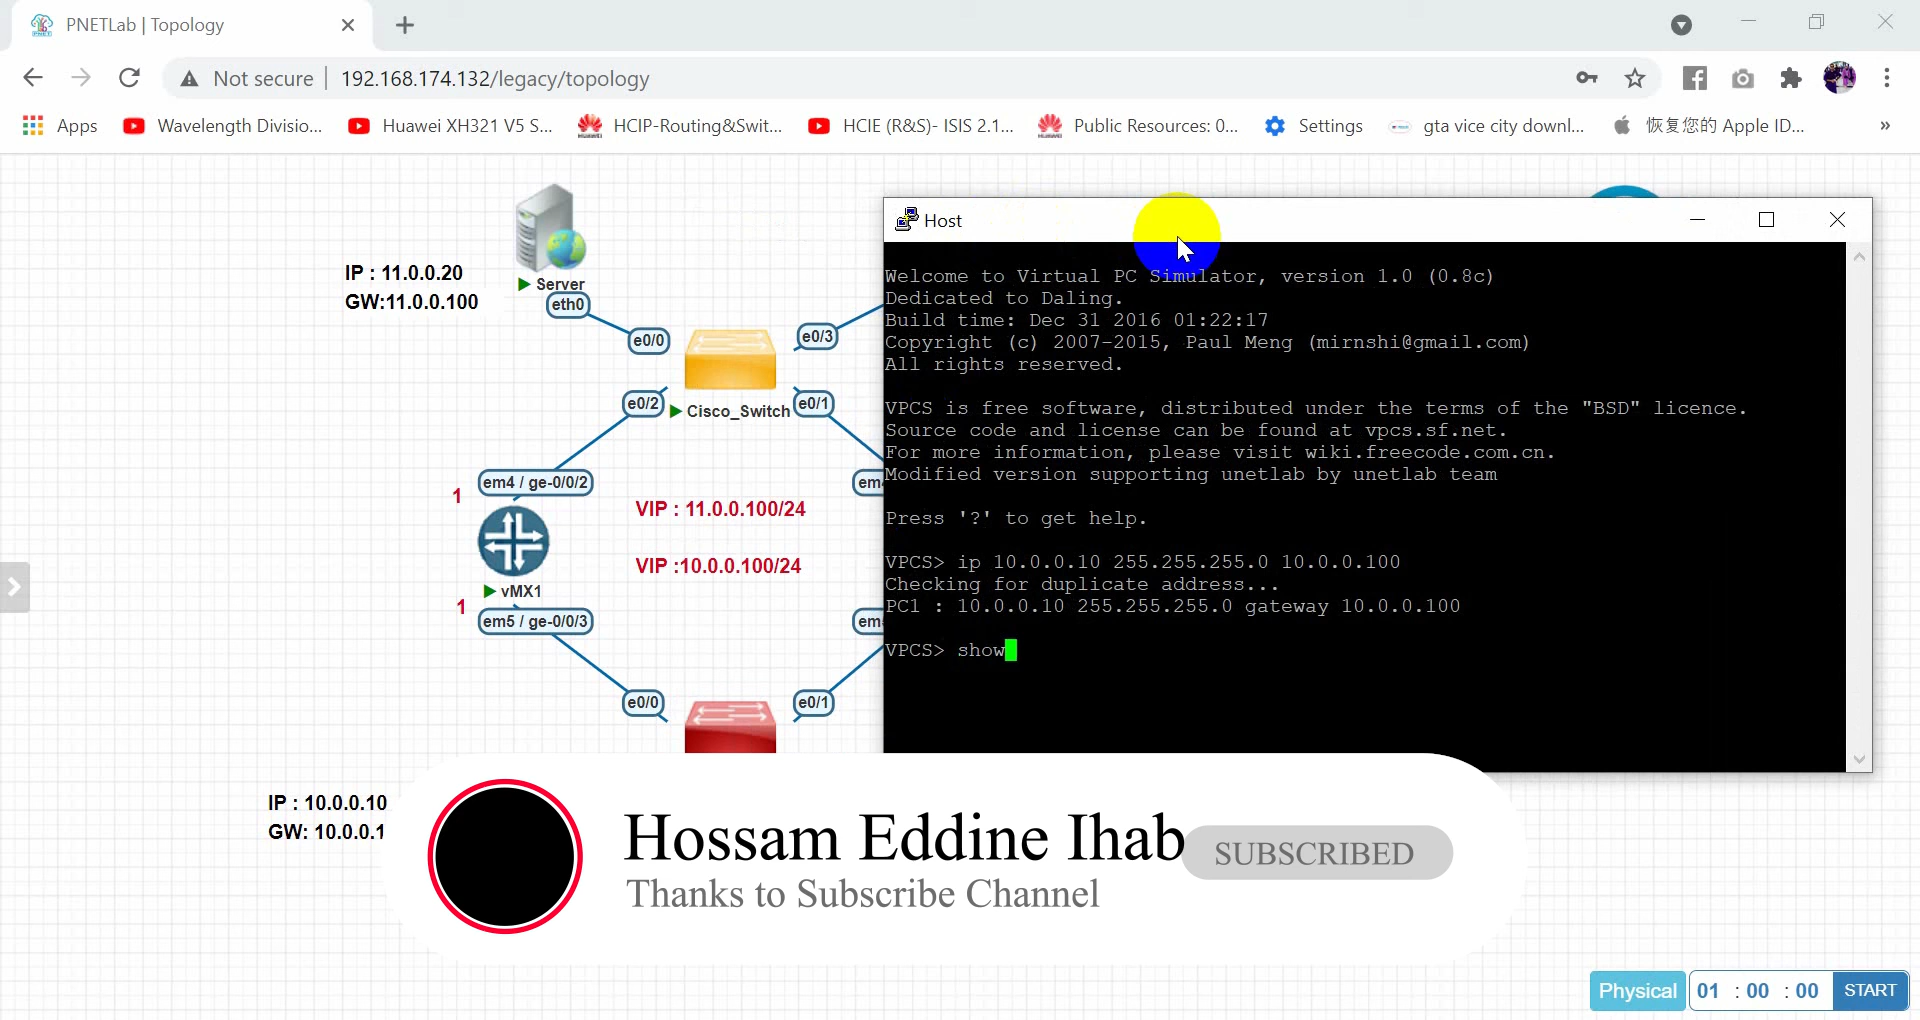 PNETLab | Topology
Not secure
192.168.174.132/legacy/topology
Apps
Wavelength Divisio...
Huawei XH321 V5 S...
HCIP-Routing&Swit...
HCIE (R&S)- ISIS 2.1...
Public Resources: 0...
Settings
gta vice city downl...
恢复您的 Apple ID...
»
IP : 11.0.0.20
GW:11.0.0.100
Server
eth0
e0/0
e0/3
e0/2
Cisco_Switch
e0/1
1
em4 / ge-0/0/2
em
VIP : 11.0.0.100/24
VIP :10.0.0.100/24
vMX1
1
em5 / ge-0/0/3
em
e0/0
e0/1
IP : 10.0.0.10
GW: 10.0.0.1
Host
Welcome to Virtual PC Simulator, version 1.0 (0.8c)
Dedicated to Daling.
Build time: Dec 31 2016 01:22:17
Copyright (c) 2007-2015, Paul Meng (mirnshi@gmail.com)
All rights reserved.
VPCS is free software, distributed under the terms of the "BSD" licence.
Source code and license can be found at vpcs.sf.net.
For more information, please visit wiki.freecode.com.cn.
Modified version supporting unetlab by unetlab team
Press '?' to get help.
VPCS> ip 10.0.0.10 255.255.255.0 10.0.0.100
Checking for duplicate address...
PC1 : 10.0.0.10 255.255.255.0 gateway 10.0.0.100
VPCS> show
Hossam Eddine Ihab
SUBSCRIBED
Thanks to Subscribe Channel
Physical
01 : 00 : 00
START